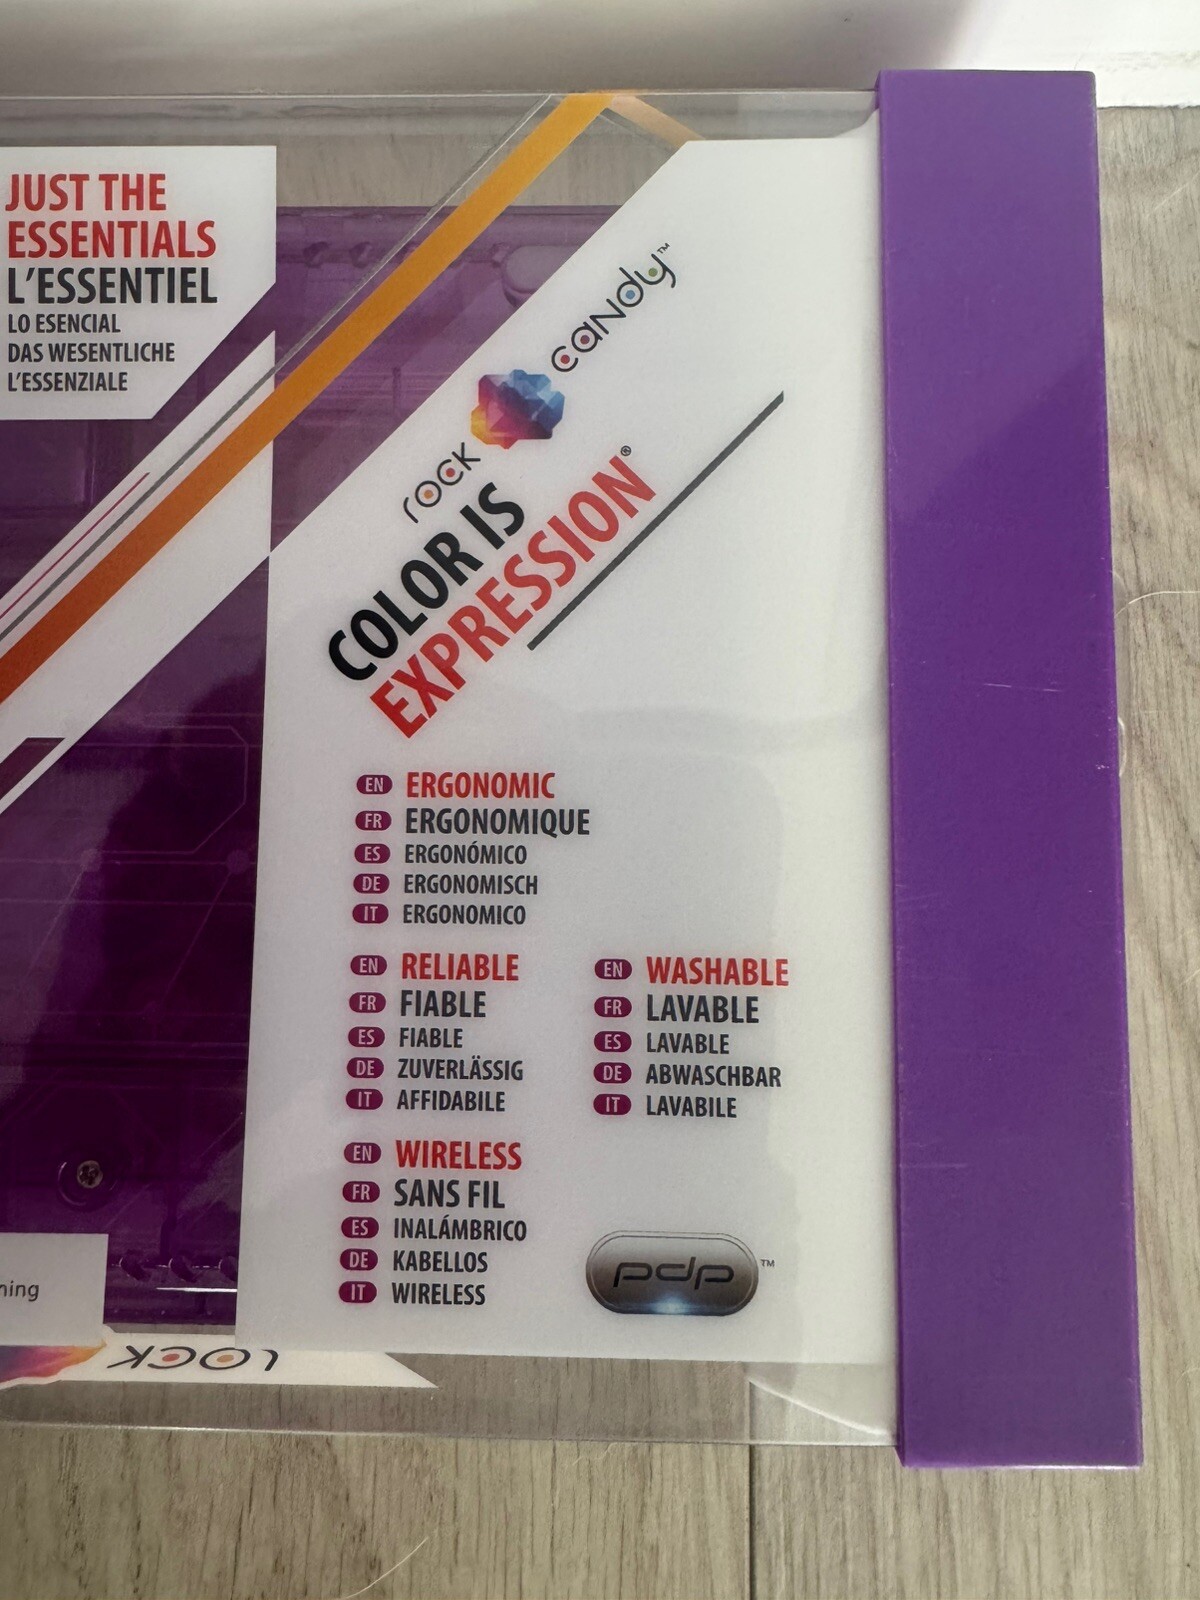 JUST THE
ESSENTIALS
L'ESSENTIEL
LO ESENCIAL
DAS WESENTLICHE
L'ESSENZIALE
rock candy™
COLOR IS
EXPRESSION®
EN ERGONOMIC
FR ERGONOMIQUE
ES ERGONÓMICO
DE ERGONOMISCH
IT ERGONOMICO
EN RELIABLE
FR FIABLE
ES FIABLE
DE ZUVERLÄSSIG
IT AFFIDABILE
EN WASHABLE
FR LAVABLE
ES LAVABLE
DE ABWASCHBAR
IT LAVABILE
EN WIRELESS
FR SANS FIL
ES INALÁMBRICO
DE KABELLOS
IT WIRELESS
pdp™
rock